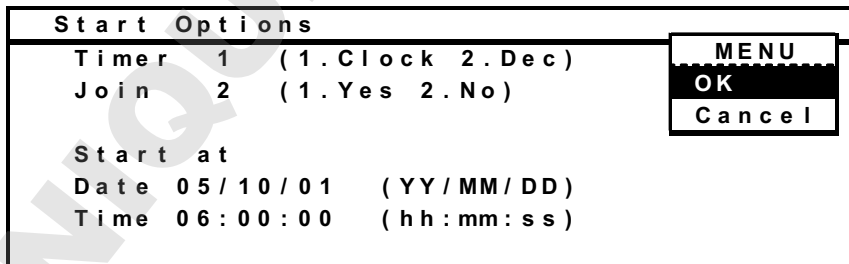 Start Options
Timer 1 (1.Clock 2.Dec)
Join 2 (1.Yes 2.No)
MENU
OK
Cancel
Start at
Date 05/10/01 (YY/MM/DD)
Time 06:00:00 (hh:mm:ss)